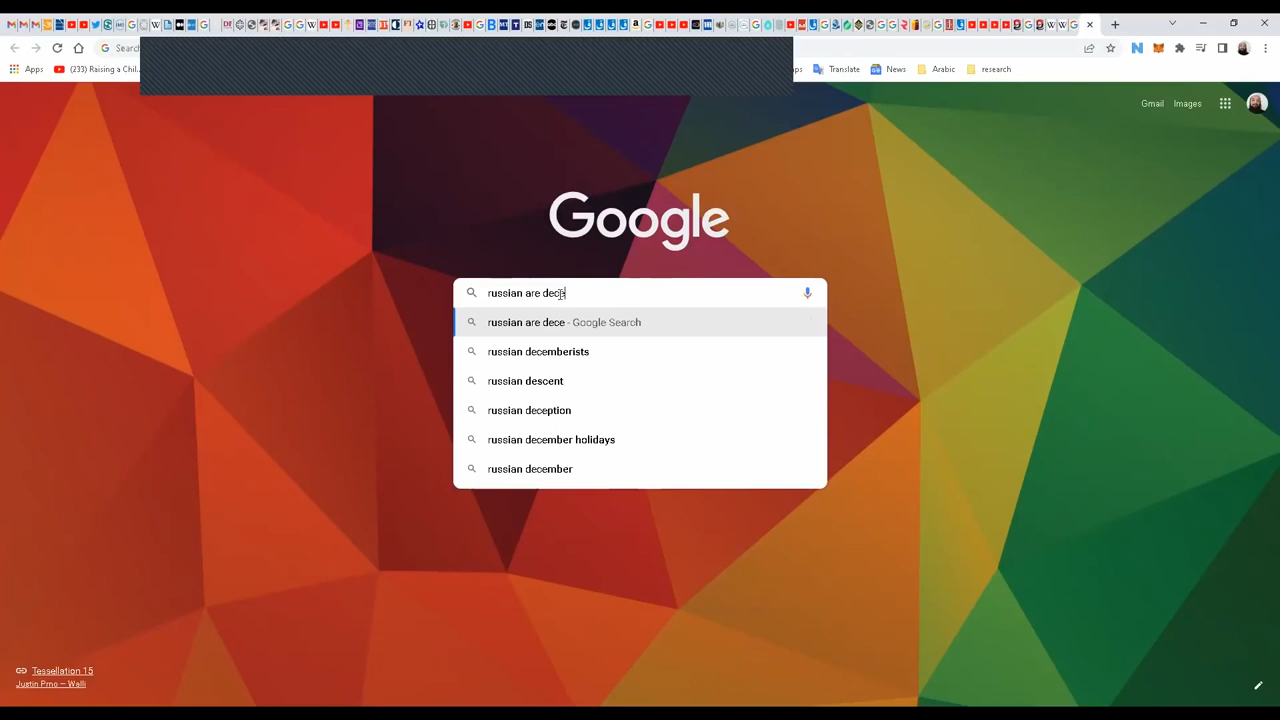 Search
Apps
(233) Raising a Chil...
Translate
News
Arabic
research
Gmail
Images
Google
russian are dece
russian are dece - Google Search
russian decemberists
russian descent
russian deception
russian december holidays
russian december
Tessellation 15
Justin Prno — Walli